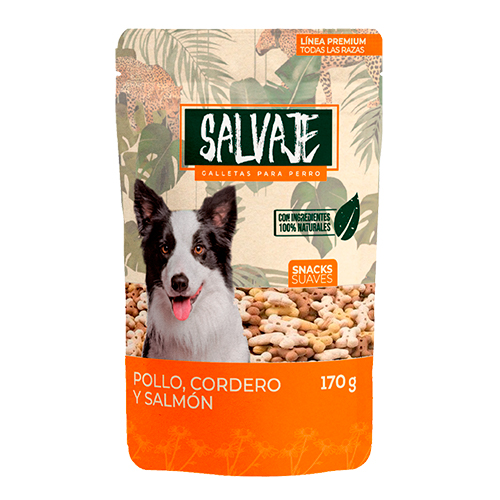 LÍNEA PREMIUM
TODAS LAS RAZAS
SALVAJE
GALLETAS PARA PERRO
CON INGREDIENTES
100% NATURALES
SNACKS
SUAVES
POLLO, CORDERO
Y SALMÓN
170 g